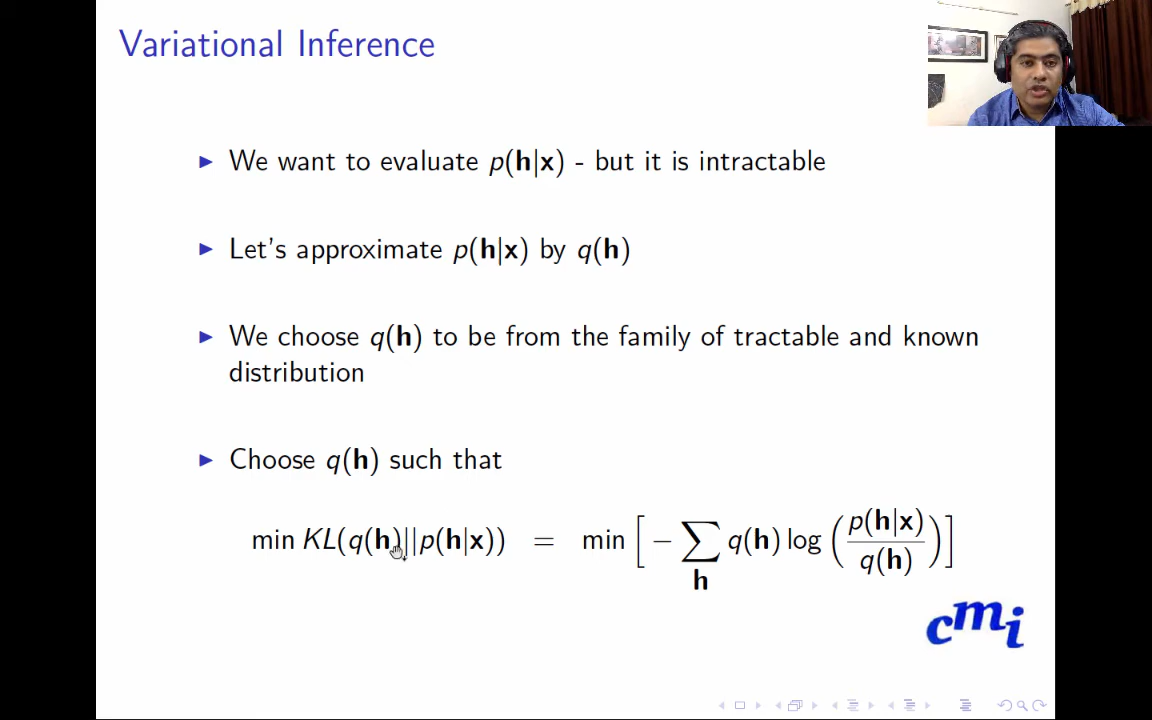 Variational Inference
▶ We want to evaluate p(h|x) - but it is intractable
▶ Let's approximate p(h|x) by q(h)
▶ We choose q(h) to be from the family of tractable and known
distribution
▶ Choose q(h) such that
min KL(q(h)||p(h|x)) = min [ − ∑_h q(h) log ( p(h|x) / q(h) ) ]
cmi